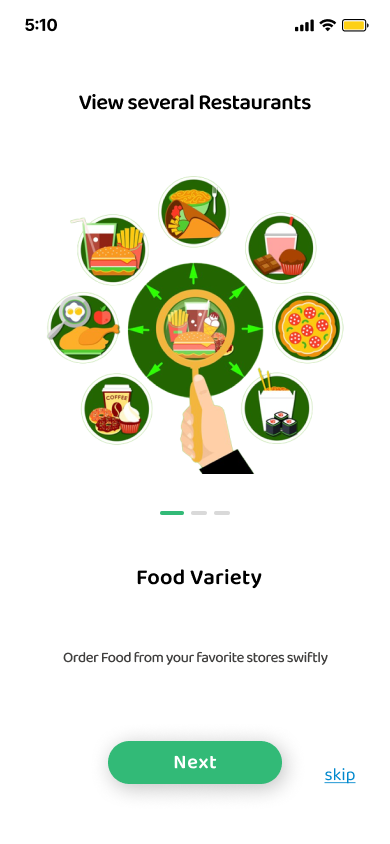 5:10
View several Restaurants
COFFEE
Food Variety
Order Food from your favorite stores swiftly
Next
skip